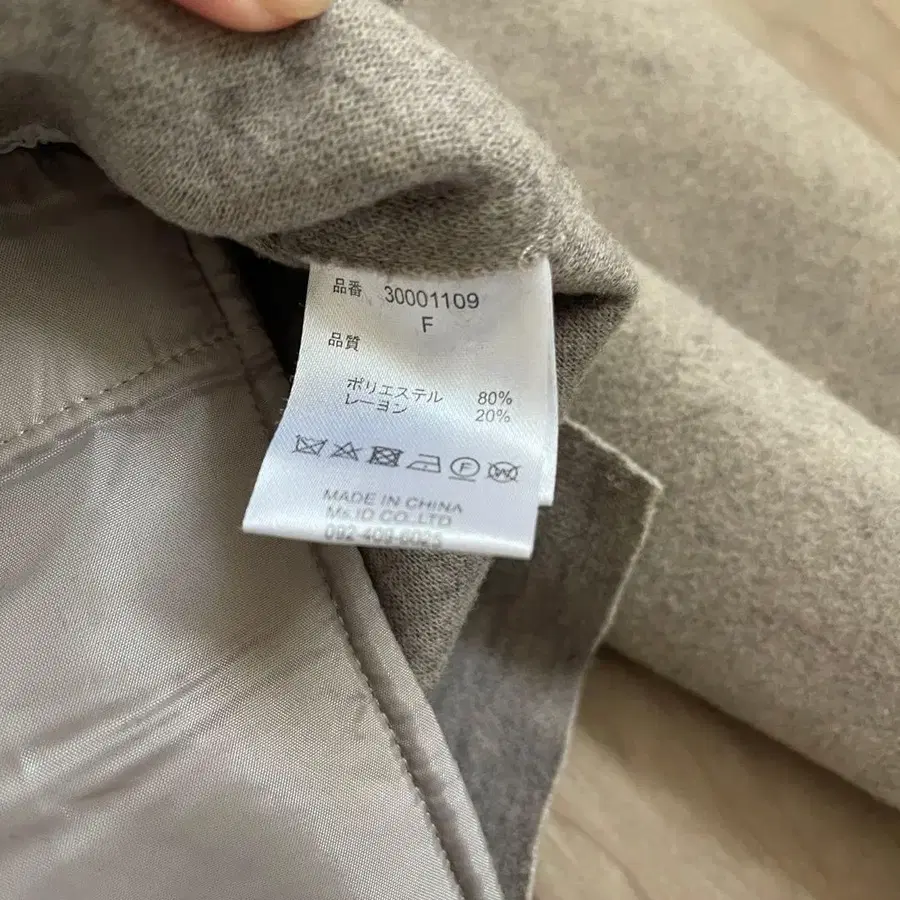 品番 30001109
F
品質
ポリエステル 80%
レーヨン 20%
F W
MADE IN CHINA
Ms.ID CO.,LTD
092-409-6025